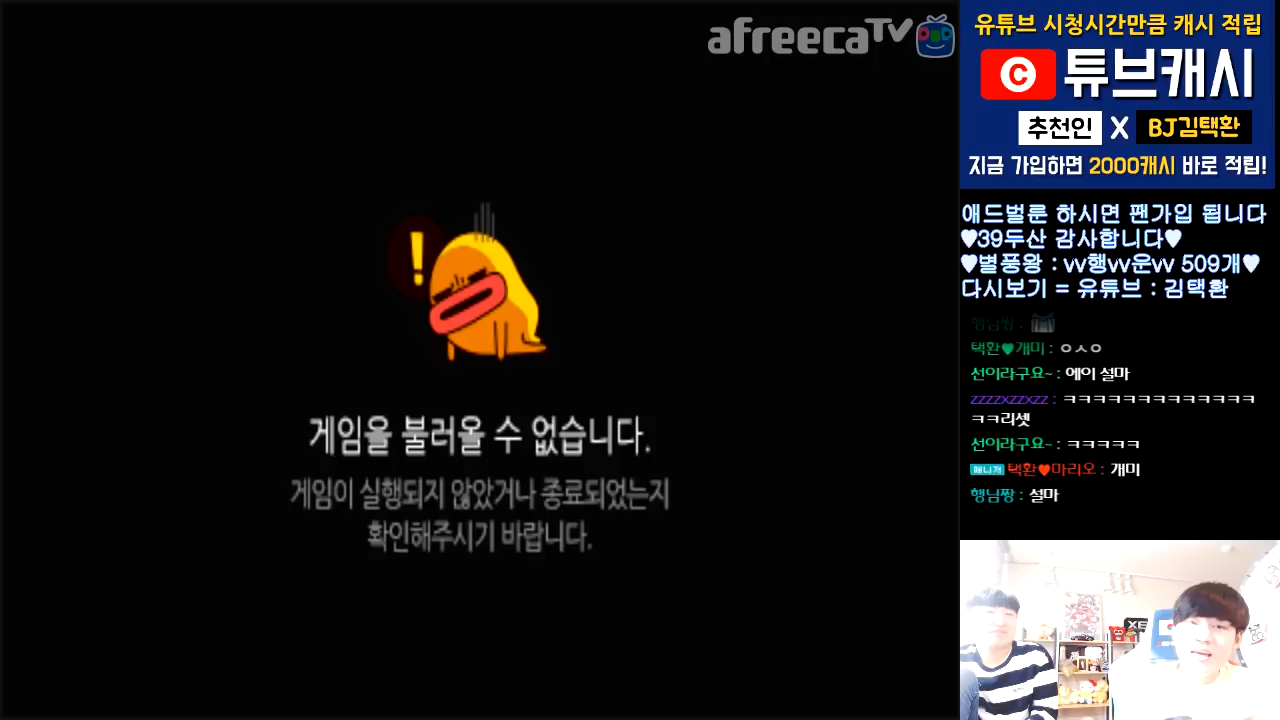 afreecaTV
게임을 불러올 수 없습니다.
게임이 실행되지 않았거나 종료되었는지
확인해주시기 바랍니다.
유튜브 시청시간만큼 캐시 적립
C 튜브캐시
추천인 X BJ김택환
지금 가입하면 2000캐시 바로 적립!
애드벌룬 하시면 팬가입 됩니다
♥39두산 감사합니다♥
♥별풍왕 : vv행vv운vv 509개♥
다시보기 = 유튜브 : 김택환
행님짱 :
택환♥개미 : ㅇㅅㅇ
선이라구요~ : 에이 설마
zzzzxzzxzz : ㅋㅋㅋㅋㅋㅋㅋㅋㅋㅋㅋㅋㅋ
ㅋㅋ리셋
선이라구요~ : ㅋㅋㅋㅋㅋ
매니저 택환♥마리오 : 개미
행님짱 : 설마